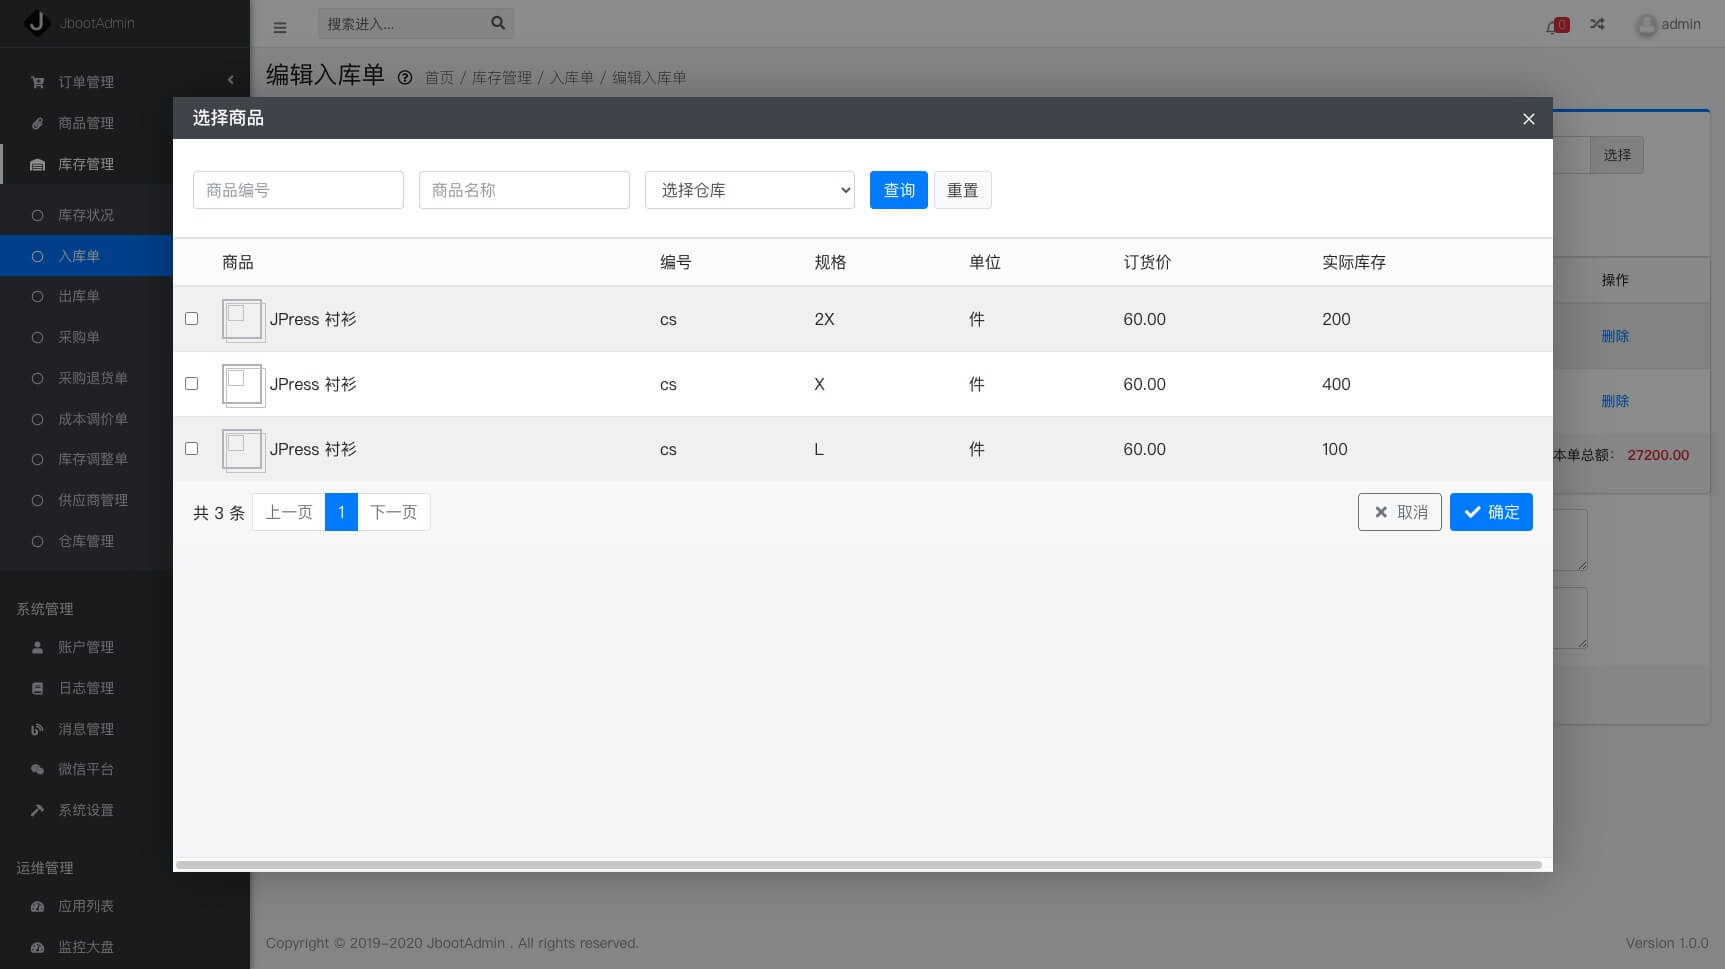 JbootAdmin
搜索进入...
0
admin
订单管理
商品管理
库存管理
库存状况
入库单
出库单
采购单
采购退货单
成本调价单
库存调整单
供应商管理
仓库管理
系统管理
账户管理
日志管理
消息管理
微信平台
系统设置
运维管理
应用列表
监控大盘
编辑入库单 首页 / 库存管理 / 入库单 / 编辑入库单
选择
操作
删除
删除
本单总额： 27200.00
选择商品
商品编号 商品名称 选择仓库 查询 重置
商品 编号 规格 单位 订货价 实际库存
JPress 衬衫 cs 2X 件 60.00 200
JPress 衬衫 cs X 件 60.00 400
JPress 衬衫 cs L 件 60.00 100
共 3 条 上一页 1 下一页 取消 确定
Copyright © 2019-2020 JbootAdmin . All rights reserved.
Version 1.0.0